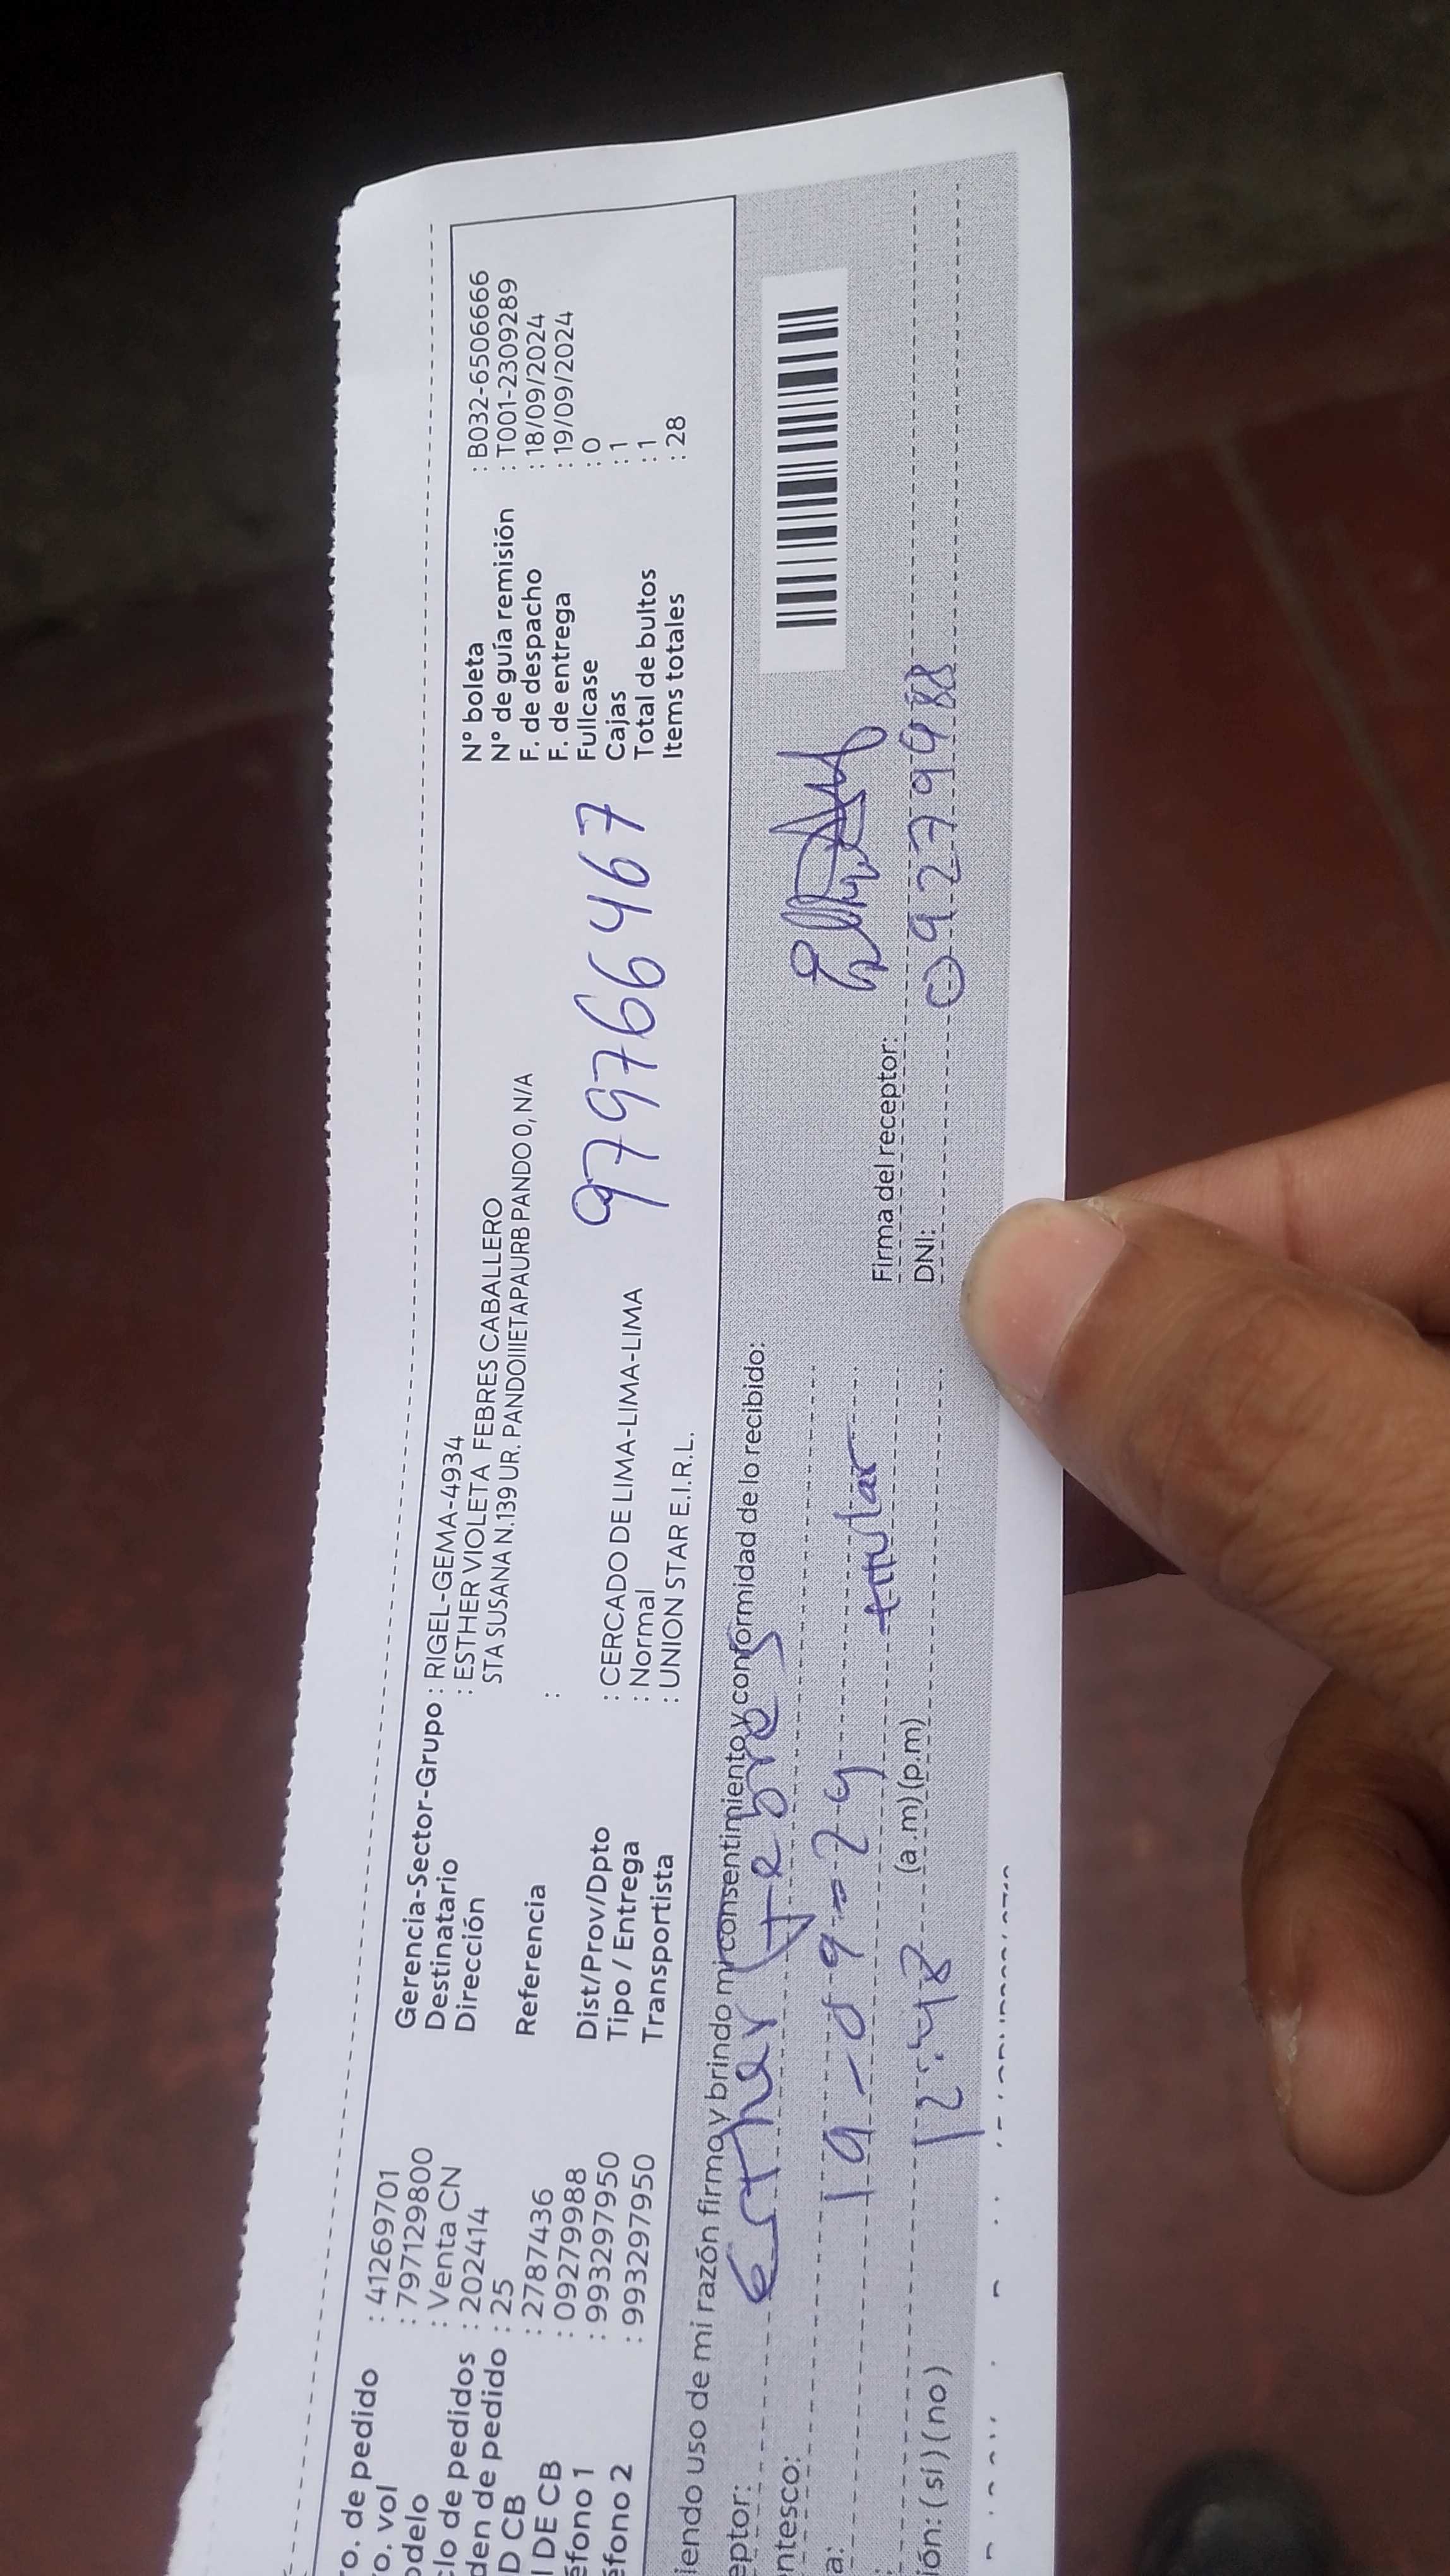 ro. de pedido : 41269701
o. vol : 797129800
odelo : Venta CN
clo de pedidos : 202414
den de pedido : 25
D CB : 2787436
I DE CB : 09279988
éfono 1 : 993297950
éfono 2 : 993297950
Gerencia-Sector-Grupo : RIGEL-GEMA-4934
Destinatario : ESTHER VIOLETA FEBRES CABALLERO
Dirección STA SUSANA N.139 UR. PANDOIIIETAPAURB PANDO 0, N/A
Referencia :
Dist/Prov/Dpto : CERCADO DE LIMA-LIMA-LIMA
Tipo / Entrega : Normal
Transportista : UNION STAR E.I.R.L.
979766467
N° boleta : B032-6506666
N° de guía remisión : T001-2309289
F. de despacho : 18/09/2024
F. de entrega : 19/09/2024
Fullcase : 0
Cajas : 1
Total de bultos : 1
Items totales : 28
iendo uso de mi razón firmo y brindo mi consentimiento y conformidad de lo recibido:
eptor: Esther Febres
ntesco: titular
a: 19-09-24
12:48 (a.m) (p.m)
ión: (sí) (no)
Firma del receptor:
DNI: 09279988